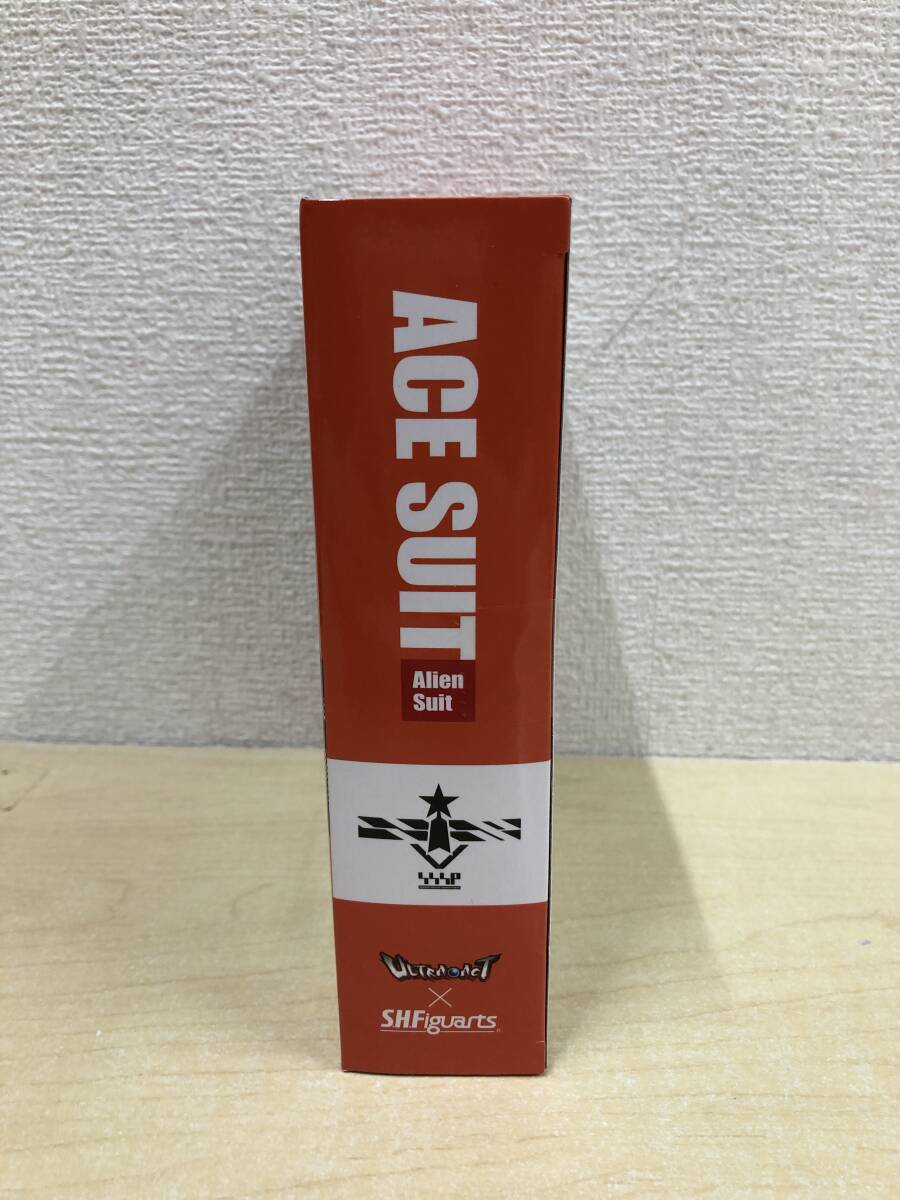 ACE SUIT
Alien
Suit
ULTRA-ACT
×
S.H.Figuarts